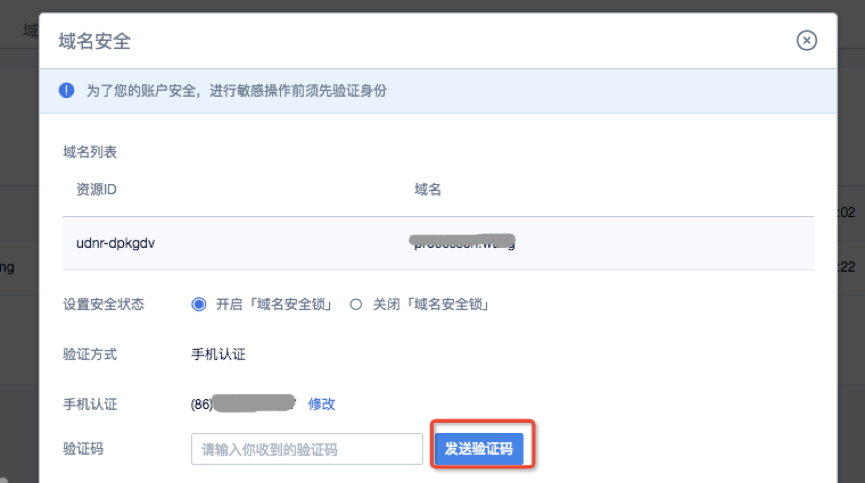 域
域名安全
为了您的账户安全，进行敏感操作前须先验证身份
域名列表
资源ID 域名
:02
udnr-dpkgdv
ng :22
设置安全状态 开启「域名安全锁」 关闭「域名安全锁」
验证方式 手机认证
手机认证 (86) 修改
验证码 请输入你收到的验证码 发送验证码